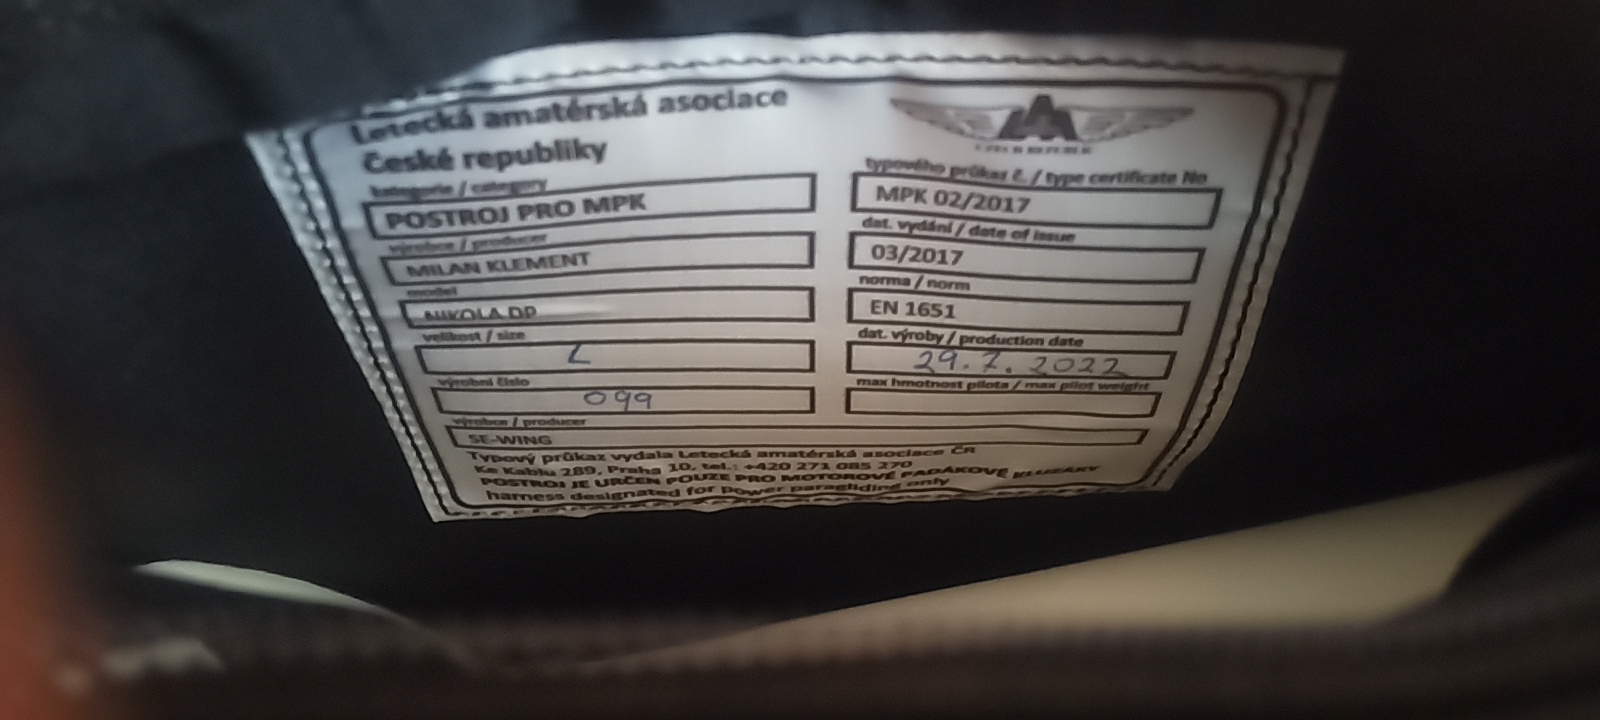 Letecká amatérská asociace
České republiky
kategorie / category
POSTROJ PRO MPK
výrobce / producer
MILAN KLEMENT
model
NIKOLA DP
velikost / size
L
výrobní číslo
099
typového průkaz č. / type certificate No
MPK 02/2017
dat. vydání / date of issue
03/2017
norma / norm
EN 1651
dat. výroby / production date
29.7.2022
max hmotnost pilota / max pilot weight
výrobce / producer
SE-WING
Typový průkaz vydala Letecká amatérská asociace ČR
Ke Kablu 289, Praha 10, tel.: +420 271 085 270
POSTROJ JE URČEN POUZE PRO MOTOROVÉ PADÁKOVÉ KLUZÁKY
harness designated for power paragliding only